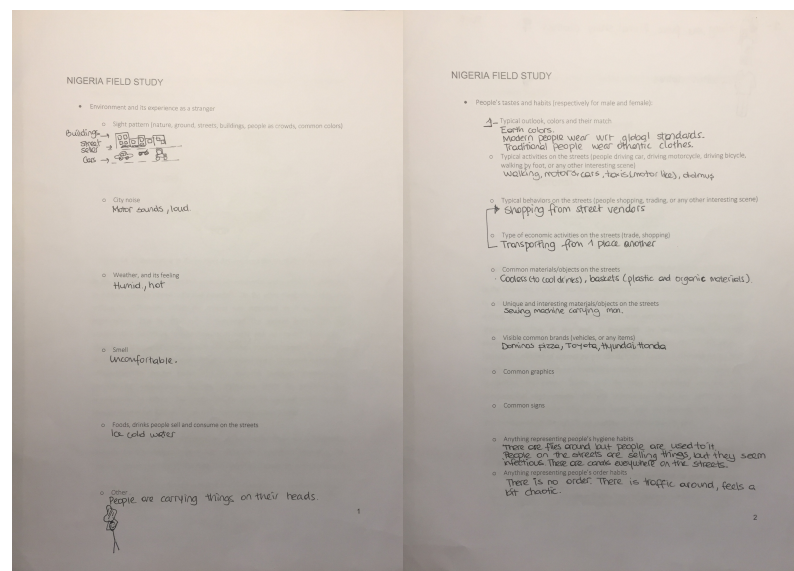 NIGERIA FIELD STUDY
Environment and its experience as a stranger
Sight pattern (nature, ground, streets, buildings, people as crowds, common colors)
Buildings
street
seller
Cars
City noise
Motor sounds, loud.
Weather, and its feeling
Humid, hot
Smell
Unconfortable.
Foods, drinks people sell and consume on the streets
Ice cold water
Other
People are carrying things on their heads.
1
NIGERIA FIELD STUDY
People's tastes and habits (respectively for male and female)
Typical outlook, colors and their match
Earth colors.
Modern people wear wrt global standards.
Traditional people wear othantic clothes.
Typical activities on the streets (people driving car, driving motorcycle, driving bicycle,
walking by foot, or any other interesting scene)
Walking, motors, cars, taxis (motor like), dolmuş
Typical behaviors on the streets (people shopping, trading, or any other interesting scene)
Shopping from street vendors
Type of economic activities on the streets (trade, shopping)
Transporting from 1 place another
Common materials/objects on the streets
(to cool drinks), baskets (plastic and organic materials)
Unique and interesting materials/objects on the streets
Sewing machine carrying man.
Visible common brands (vehicles, or any items)
Dominos pizza, Toyota, Hyundai, Honda
Common graphics
Common signs
Anything representing people's hygiene habits
There are flies around but people are used to it.
People on the streets are selling things, but they seem
infectious. There are everywhere on the streets.
Anything representing people's order habits
There is no order. There is traffic around, feels a
bit chaotic.
2